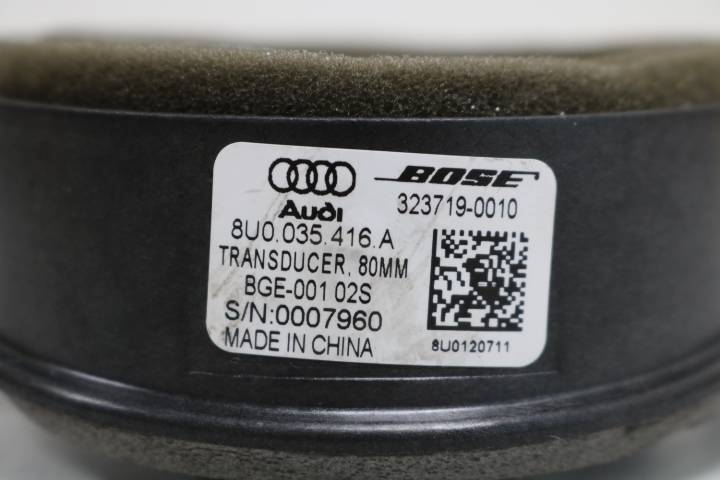 Audi
BOSE
323719-0010
8U0.035.416.A
TRANSDUCER, 80MM
BGE-001 02S
S/N:0007960
MADE IN CHINA
8U0120711